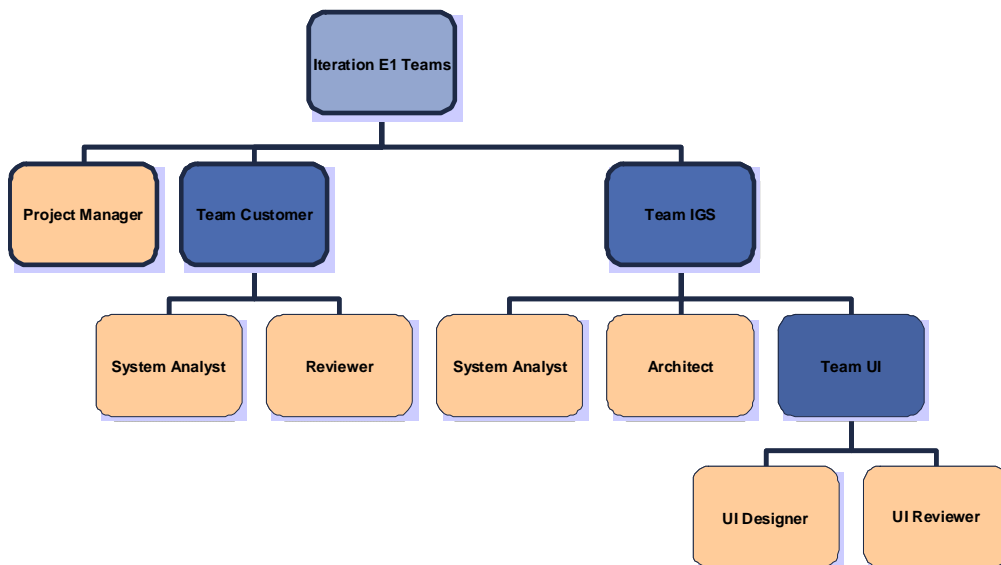 Iteration E1 Teams
Project Manager
Team Customer
Team IGS
System Analyst
Reviewer
System Analyst
Architect
Team UI
UI Designer
UI Reviewer